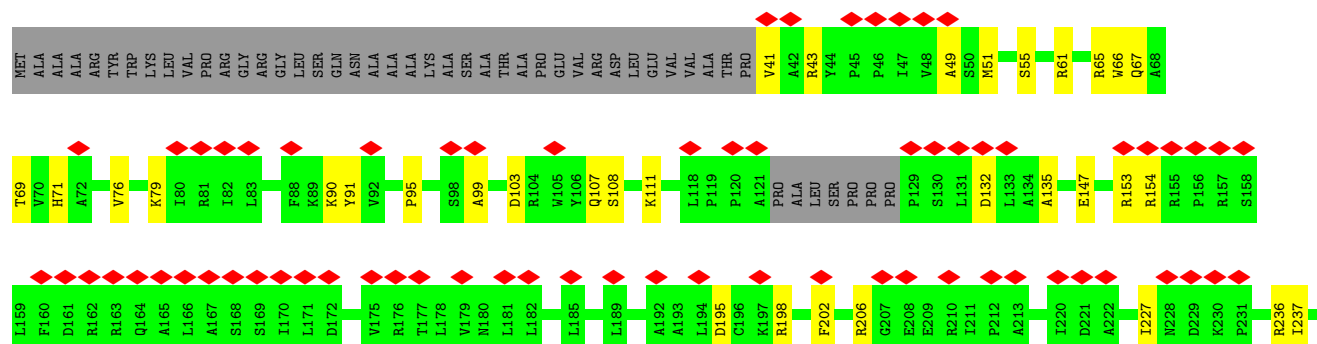 MET ALA ALA ALA ARG TYR TRP LYS LEU VAL PRO ARG GLY ARG GLY LEU SER GLN ASN ALA ALA ALA LYS ALA SER ALA THR ALA PRO GLU VAL ARG ASP LEU GLU VAL VAL ALA THR PRO V41 A42 R43 Y44 P45 P46 I47 V48 A49 S50 M51 S55 R61 R65 W66 Q67 A68
T69 V70 H71 A72 V76 K79 I80 R81 I82 L83 F88 K89 K90 Y91 V92 P95 S98 A99 D103 R104 W105 Y106 Q107 S108 K111 L118 P119 P120 A121 PRO ALA LEU SER PRO PRO PRO P129 S130 L131 D132 L133 A134 A135 E147 R153 R154 R155 P156 R157 S158
L159 F160 D161 R162 R163 Q164 A165 L166 A167 S168 S169 I170 L171 D172 V175 R176 T177 V179 N180 L181 L182 L185 L189 A192 A193 L194 D195 C196 K197 R198 F202 R206 G207 E208 E209 R210 I211 P212 A213 I220 D221 A222 I227 N228 D229 K230 P231 R236 I237